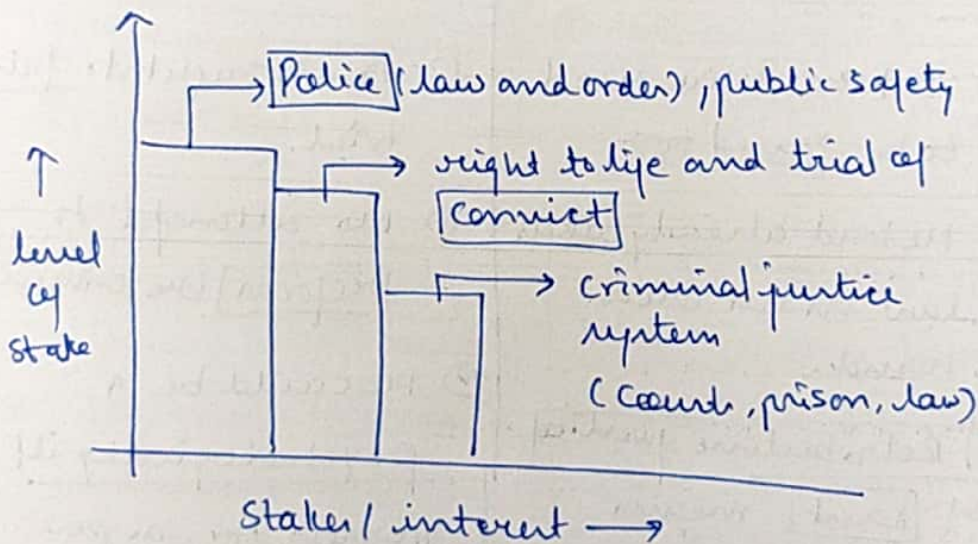 Police (law and order), public safety
right to life and trial of
convict
criminal justice
system
(Court, prison, law)
level
of
stake
Stakes / interest